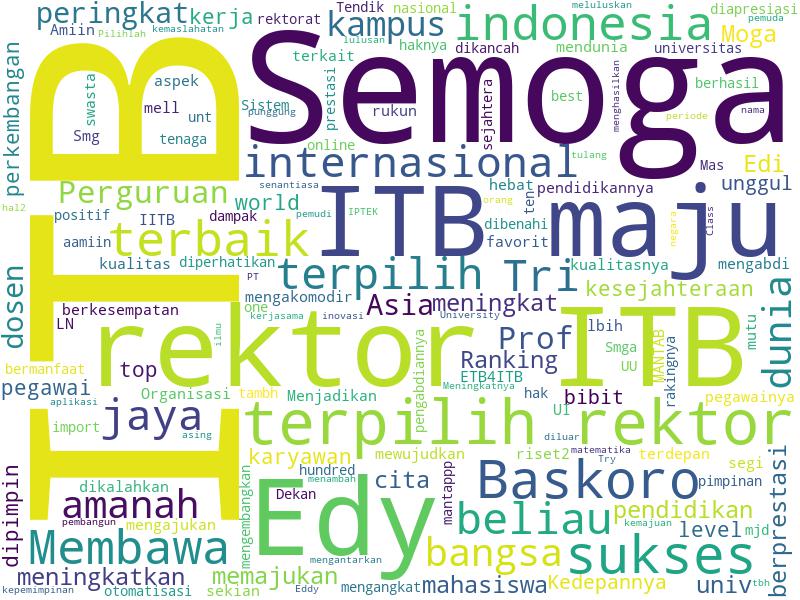 peringkat kerja rektorat Tendik nasional meluluskan diapresiasi
Amiin Pilihlah kemaslahatan lulusan kampus haknya dikancah indonesia mendunia universitas Moga pemuda
perkembangan swasta aspek Semoga terkait best berhasil
ITB mell unt Sistem punggung prestasi rukun sejahtera menghasilkan periode nama
Smg tenaga online tulang Mas Edi
internasional senantiasa hebat pendidikannya unggul
Perguruan world ITB orang ten maju
hal2 positif IITB dampak pemudi IPTEK dibenahi favorit negara Class
aamiin terbaik
kualitas diperhatikan PT terpilih Tri kualitasnya mengabdi
berkesempatan one mengakomodir Asia meningkat kesejahteraan dunia
dosen LN kerjasama inovasi University
rektor ITB
ilmu pengabdiannya Prof lbih mutu
top Ranking Smga MANTAB rakingnya
bermanfaat ETB4ITB UU
pegawai Organisasi tambh Menjadikan Meningkatnya hak bibit pegawainya
aplikasi jaya terpilih rektor
import asing UI diluar matematika
karyawan mewujudkan riset2 Try terdepan segi
dikalahkan hundred menambah cita mantappp Baskoro pimpinan
dipimpin amanah Dekan Edy
pembangun mengajukan mengembangkan beliau pendidikan berprestasi
kemajuan level mjd
Membawa mengantarkan bangsa sukses
meningkatkan memajukan mahasiswa Kedepannya univ
kepemimpinan otomatisasi sekian Eddy mengangkat tbh